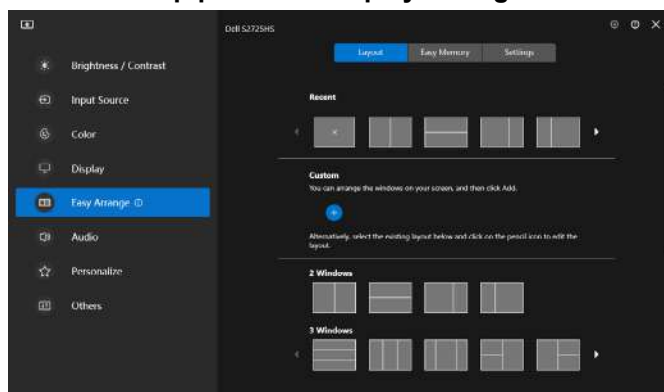 Dell S2725HS
Layout
Easy Memory
Settings
Brightness / Contrast
Input Source
Color
Display
Easy Arrange
Audio
Personalize
Others
Recent
Custom
You can arrange the windows on your screen, and then click Add.
Alternatively, select the existing layout below and click on the pencil icon to edit the
layout.
2 Windows
3 Windows